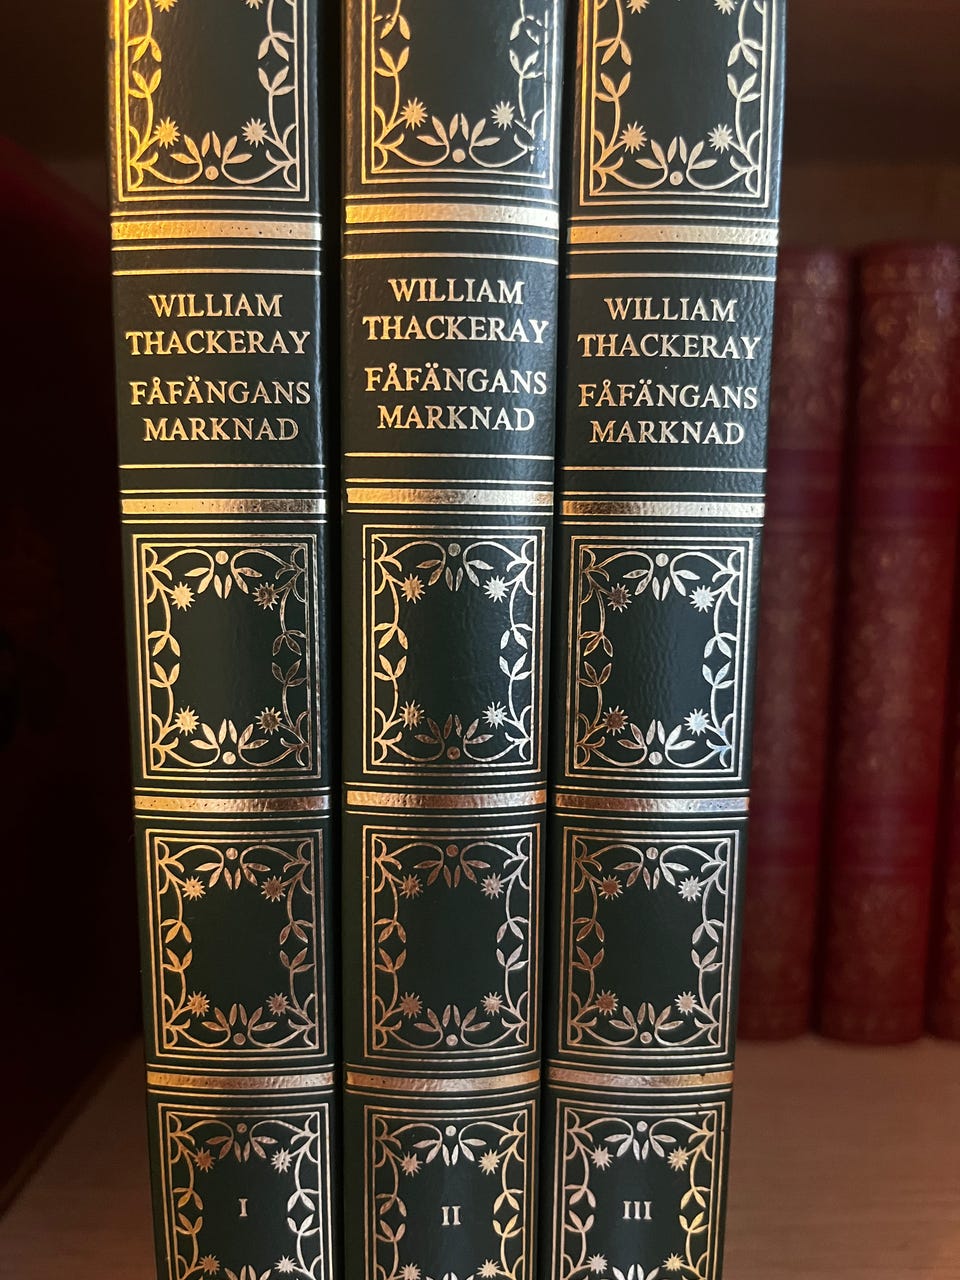 WILLIAM
THACKERAY
FÅFÄNGANS
MARKNAD
I
WILLIAM
THACKERAY
FÅFÄNGANS
MARKNAD
II
WILLIAM
THACKERAY
FÅFÄNGANS
MARKNAD
III